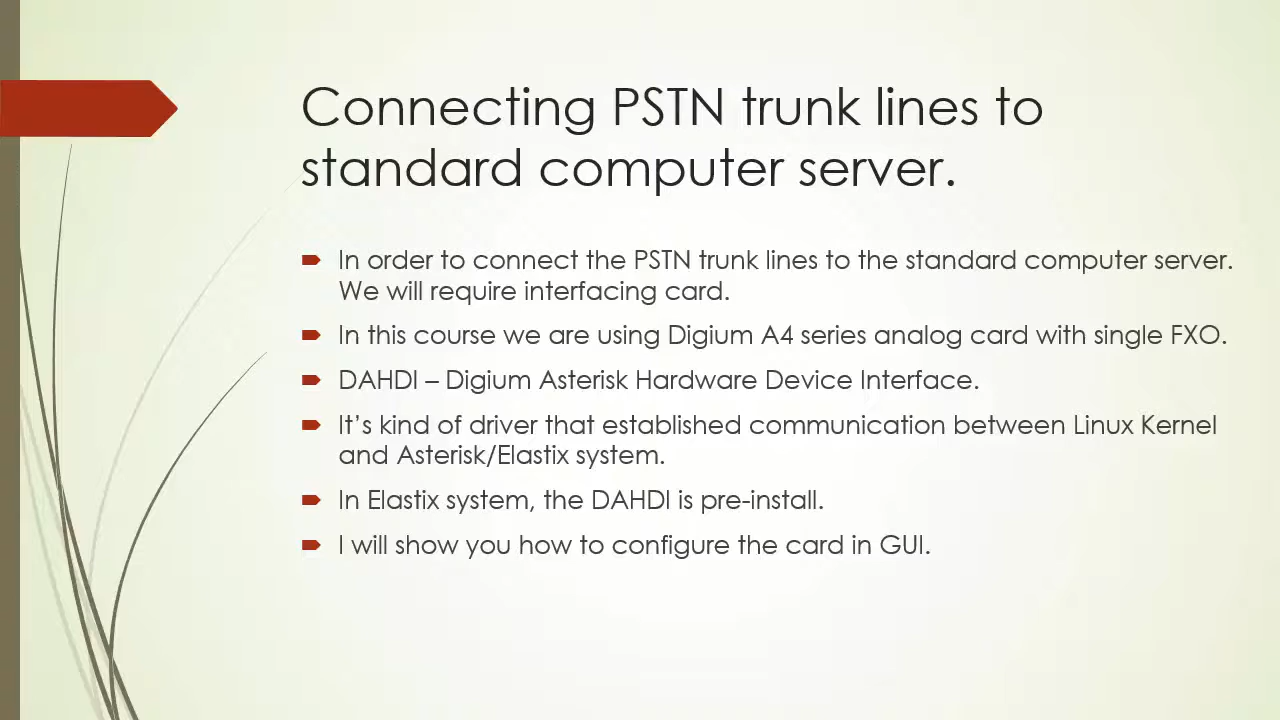 Connecting PSTN trunk lines to
standard computer server.
In order to connect the PSTN trunk lines to the standard computer server.
We will require interfacing card.
In this course we are using Digium A4 series analog card with single FXO.
DAHDI – Digium Asterisk Hardware Device Interface.
It’s kind of driver that established communication between Linux Kernel
and Asterisk/Elastix system.
In Elastix system, the DAHDI is pre-install.
I will show you how to configure the card in GUI.